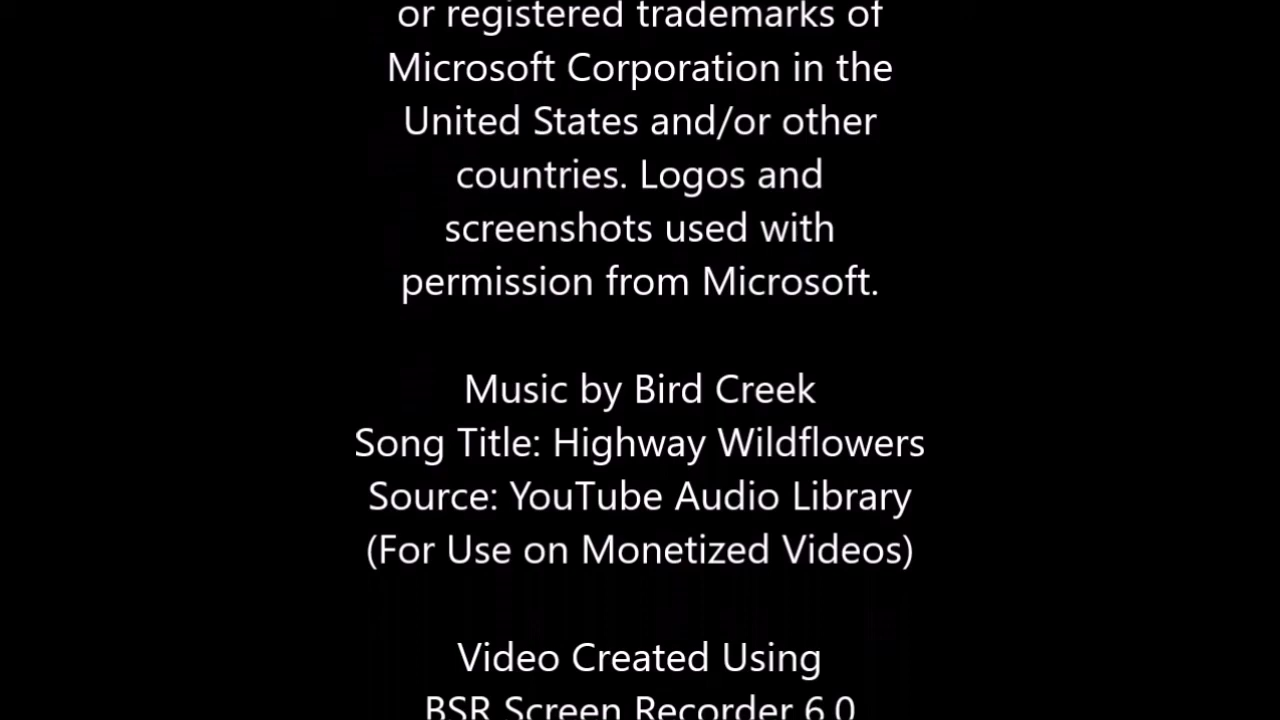 or registered trademarks of
Microsoft Corporation in the
United States and/or other
countries. Logos and
screenshots used with
permission from Microsoft.
Music by Bird Creek
Song Title: Highway Wildflowers
Source: YouTube Audio Library
(For Use on Monetized Videos)
Video Created Using
BSR Screen Recorder 6.0